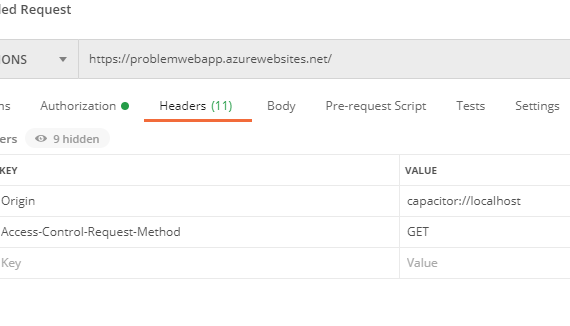 led Request
IONS https://problemwebapp.azurewebsites.net/
ns Authorization Headers (11) Body Pre-request Script Tests Settings
ers 9 hidden
KEY VALUE
Origin capacitor://localhost
Access-Control-Request-Method GET
Key Value